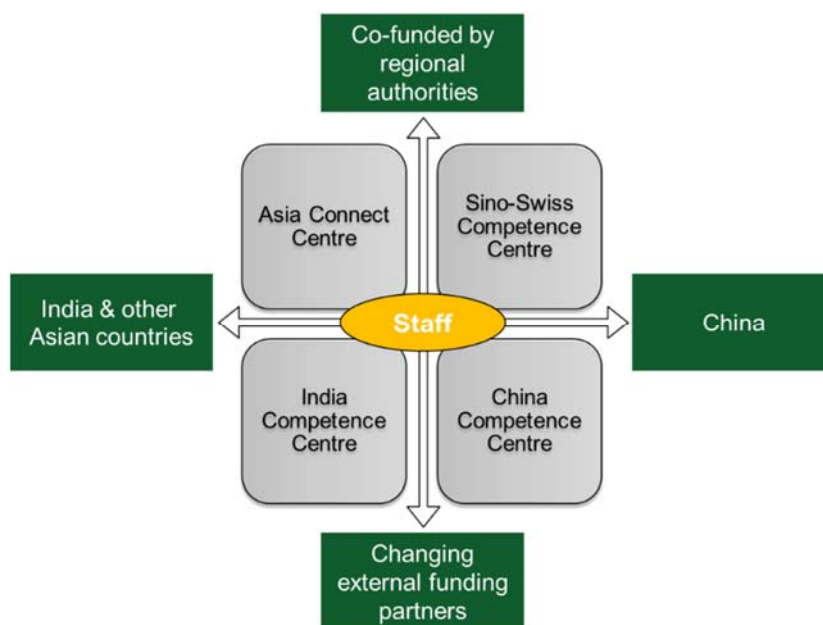 Co-funded by
regional
authorities
Asia Connect
Centre
Sino-Swiss
Competence
Centre
India & other
Asian countries
Staff
China
India
Competence
Centre
China
Competence
Centre
Changing
external funding
partners